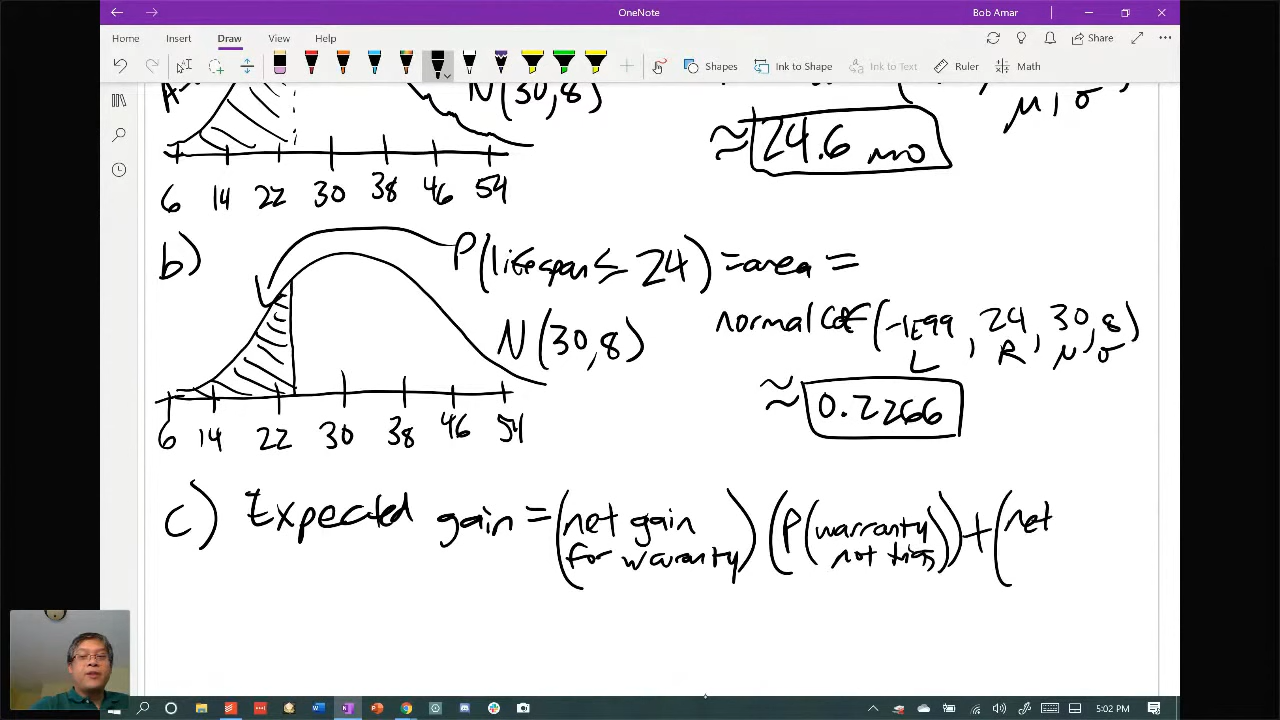 OneNote
Bob Amar
Home Insert Draw View Help
Share
Shapes Ink to Shape Ink to Text Ruler Math
N(30,8)
μ, σ
≈ 24.6 mo
6 14 22 30 38 46 54
b) P(lifespan ≤ 24) = area =
normalcdf(-1E99, 24, 30, 8)
L R μ σ
N(30,8)
≈ 0.2266
6 14 22 30 38 46 54
c) Expected gain = (net gain for warranty) (P(warranty not trig)) + (net
5:02 PM